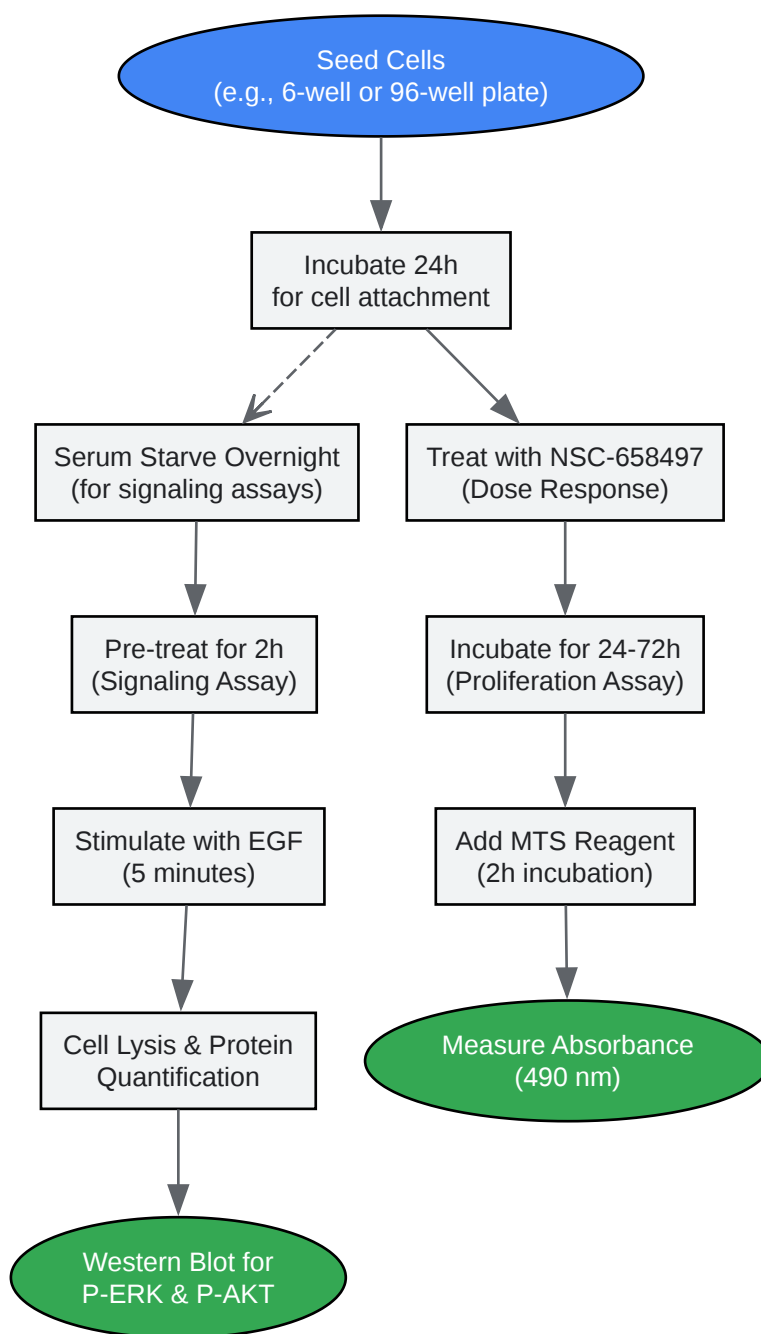 Seed Cells
(e.g., 6-well or 96-well plate)
Incubate 24h
for cell attachment
Serum Starve Overnight
(for signaling assays)
Treat with NSC-658497
(Dose Response)
Pre-treat for 2h
(Signaling Assay)
Incubate for 24-72h
(Proliferation Assay)
Stimulate with EGF
(5 minutes)
Add MTS Reagent
(2h incubation)
Cell Lysis & Protein
Quantification
Measure Absorbance
(490 nm)
Western Blot for
P-ERK & P-AKT